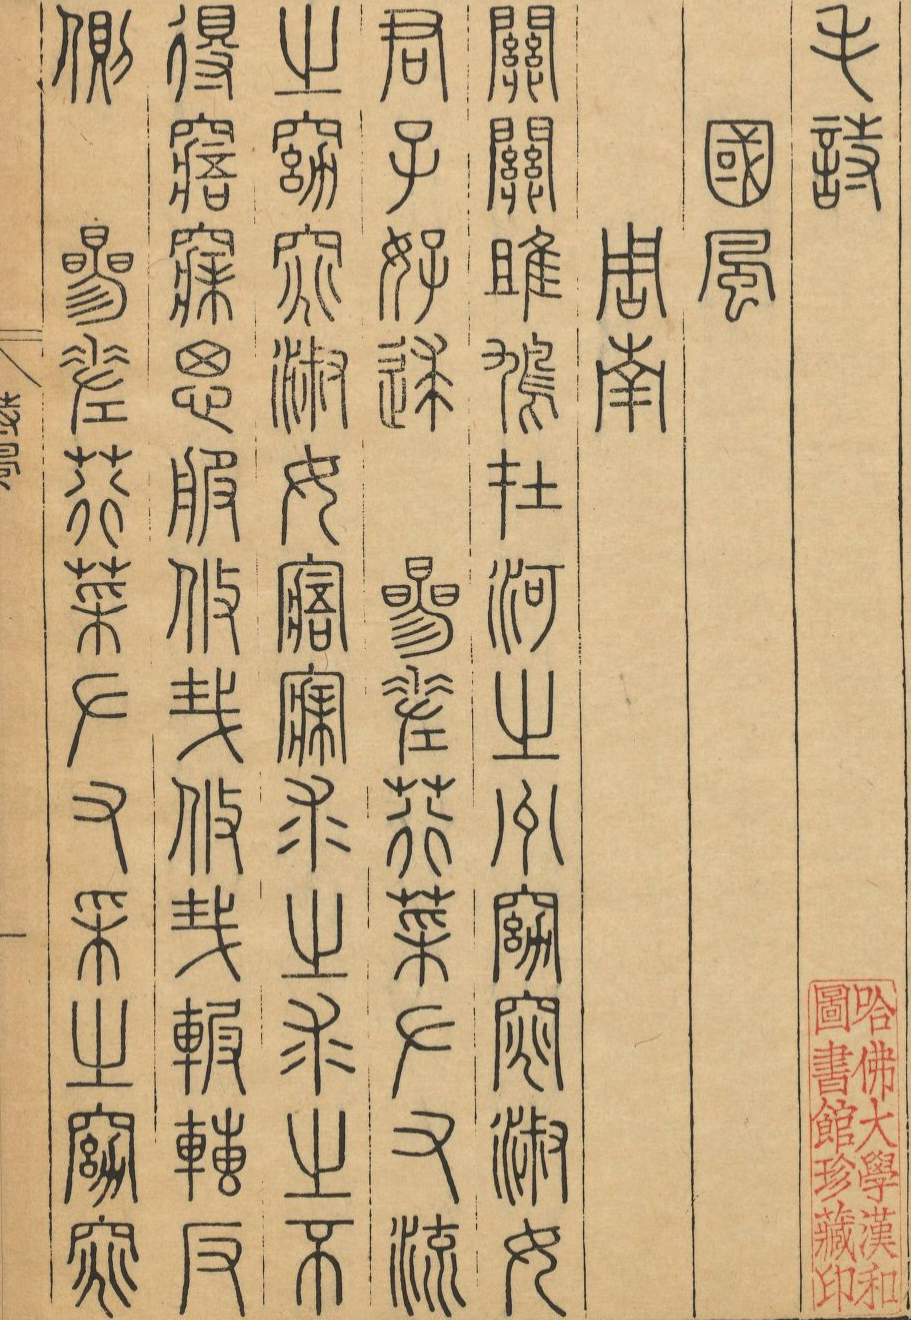 毛詩
國風
周南
關關雎鳩在河之州窈窕淑女
君子好逑 參差荇菜左右流
之窈窕淑女寤寐求之求之不
得寤寐思服悠哉悠哉輾轉反
側 參差荇菜左右采之窈窕
哈佛大學漢和
圖書館珍藏印